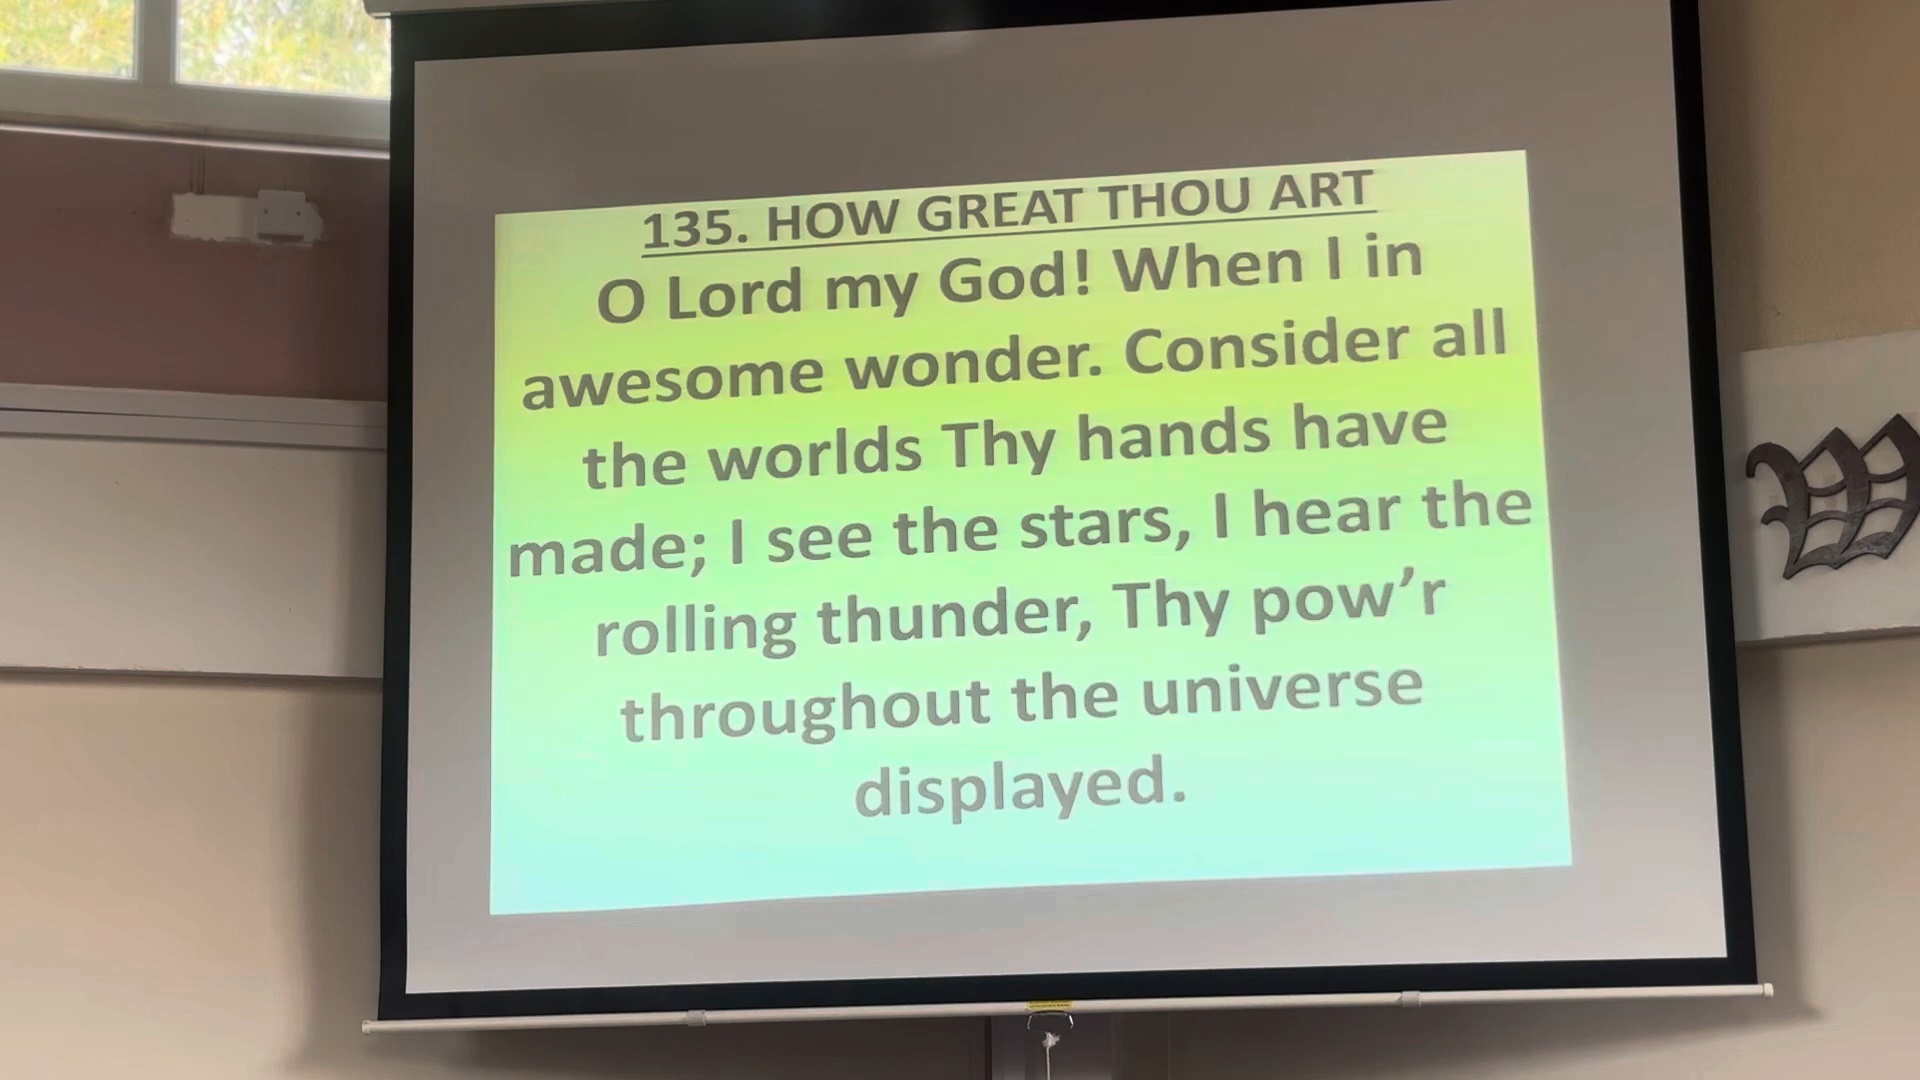 135. HOW GREAT THOU ART
O Lord my God! When I in
awesome wonder. Consider all
the worlds Thy hands have
made; I see the stars, I hear the
rolling thunder, Thy pow’r
throughout the universe
displayed.
W